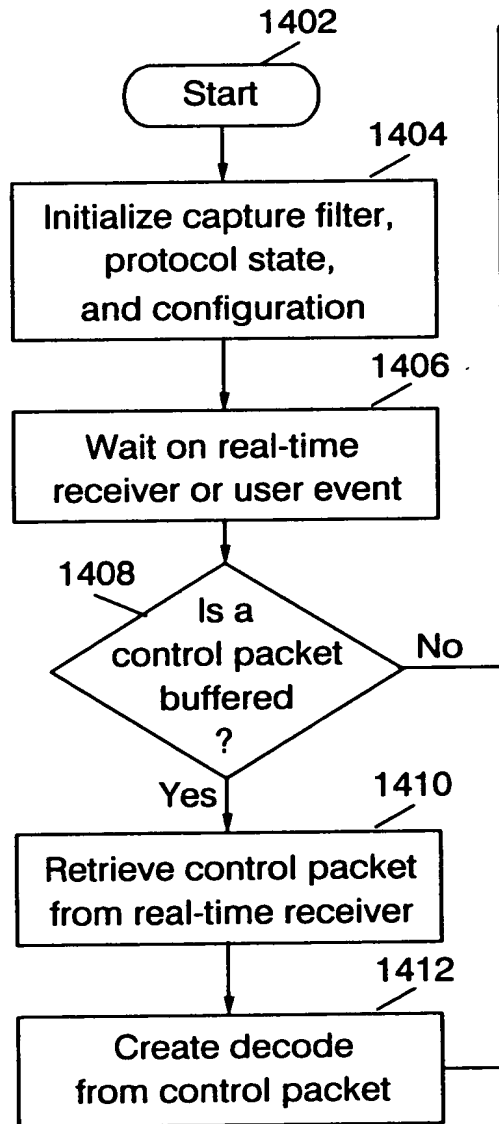 1402
Start
1404
Initialize capture filter,
protocol state,
and configuration
1406
Wait on real-time
receiver or user event
1408
Is a
control packet
buffered
?
No
Yes
1410
Retrieve control packet
from real-time receiver
1412
Create decode
from control packet